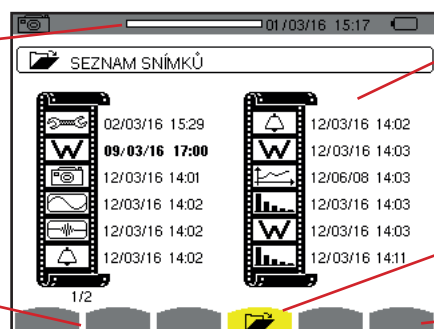 01/03/16 15:17
SEZNAM SNÍMKŮ
02/03/16 15:29
W 09/03/16 17:00
12/03/16 14:01
12/03/16 14:02
12/03/16 14:02
12/03/16 14:02
12/03/16 14:02
W 12/03/16 14:03
12/06/08 14:03
12/03/16 14:03
W 12/03/16 14:03
12/03/16 14:11
1/2